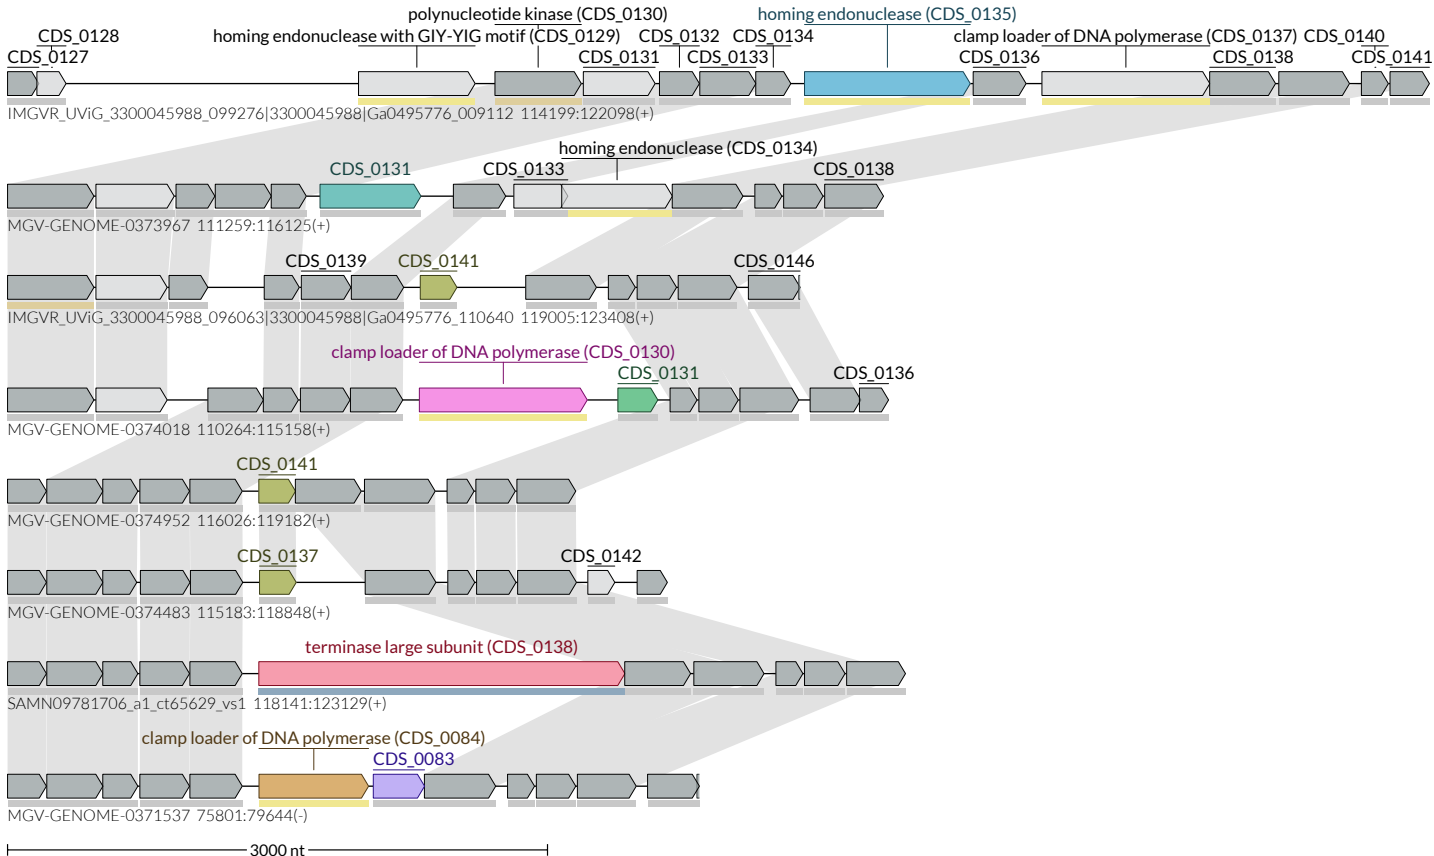 polynucleotide kinase (CDS_0130) homing endonuclease (CDS_0135)
CDS_0128 homing endonuclease with GIY-YIG motif (CDS_0129) CDS_0132 CDS_0134 clamp loader of DNA polymerase (CDS_0137) CDS_0140
CDS_0127 CDS_0131 CDS_0133 CDS_0136 CDS_0138 CDS_0141
IMGVR_UViG_3300045988_099276|3300045988|Ga0495776_009112 114199:122098(+)
homing endonuclease (CDS_0134)
CDS_0131 CDS_0133 CDS_0138
MGV-GENOME-0373967 111259:116125(+)
CDS_0139 CDS_0141 CDS_0146
IMGVR_UViG_3300045988_096063|3300045988|Ga0495776_110640 119005:123408(+)
clamp loader of DNA polymerase (CDS_0130)
CDS_0131 CDS_0136
MGV-GENOME-0374018 110264:115158(+)
CDS_0141
MGV-GENOME-0374952 116026:119182(+)
CDS_0137 CDS_0142
MGV-GENOME-0374483 115183:118848(+)
terminase large subunit (CDS_0138)
SAMN09781706_a1_ct65629_vs1 118141:123129(+)
clamp loader of DNA polymerase (CDS_0084)
CDS_0083
MGV-GENOME-0371537 75801:79644(-)
3000 nt